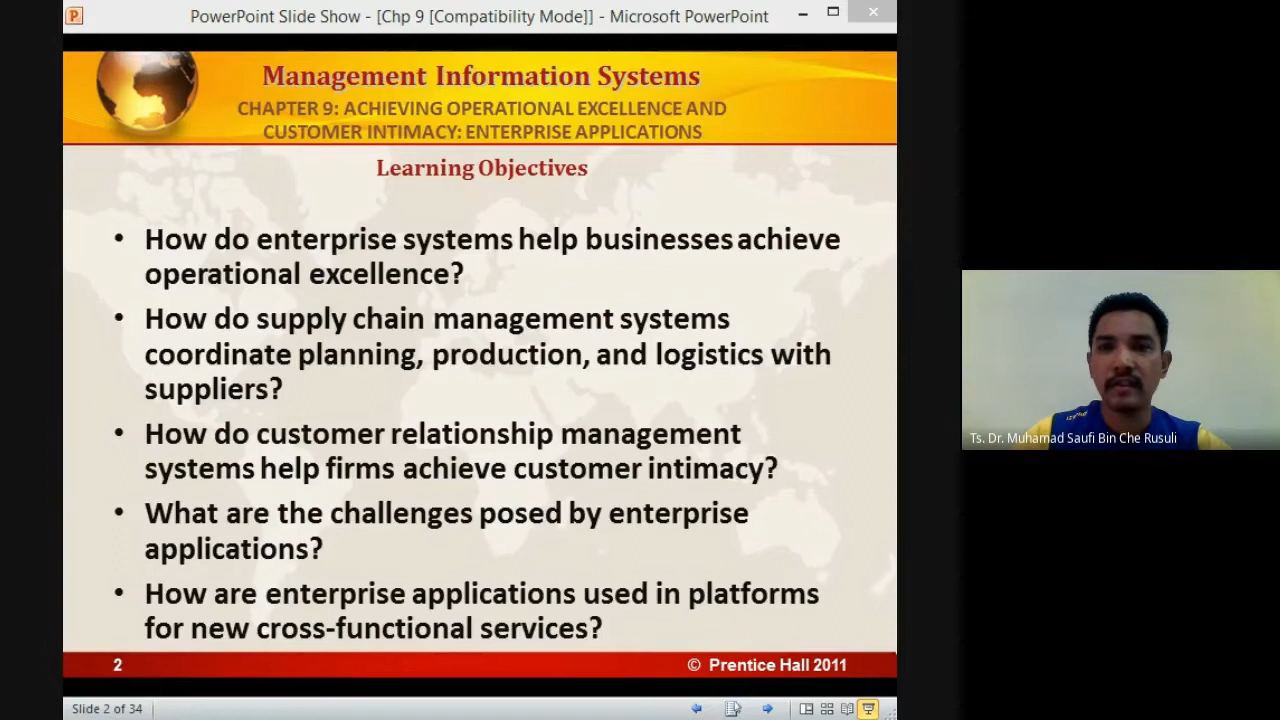 PowerPoint Slide Show - [Chp 9 [Compatibility Mode]] - Microsoft PowerPoint
Management Information Systems
CHAPTER 9: ACHIEVING OPERATIONAL EXCELLENCE AND
CUSTOMER INTIMACY: ENTERPRISE APPLICATIONS
Learning Objectives
• How do enterprise systems help businesses achieve
operational excellence?
• How do supply chain management systems
coordinate planning, production, and logistics with
suppliers?
• How do customer relationship management
systems help firms achieve customer intimacy?
• What are the challenges posed by enterprise
applications?
• How are enterprise applications used in platforms
for new cross-functional services?
2
© Prentice Hall 2011
Slide 2 of 34
Ts. Dr. Muhamad Saufi Bin Che Rusuli